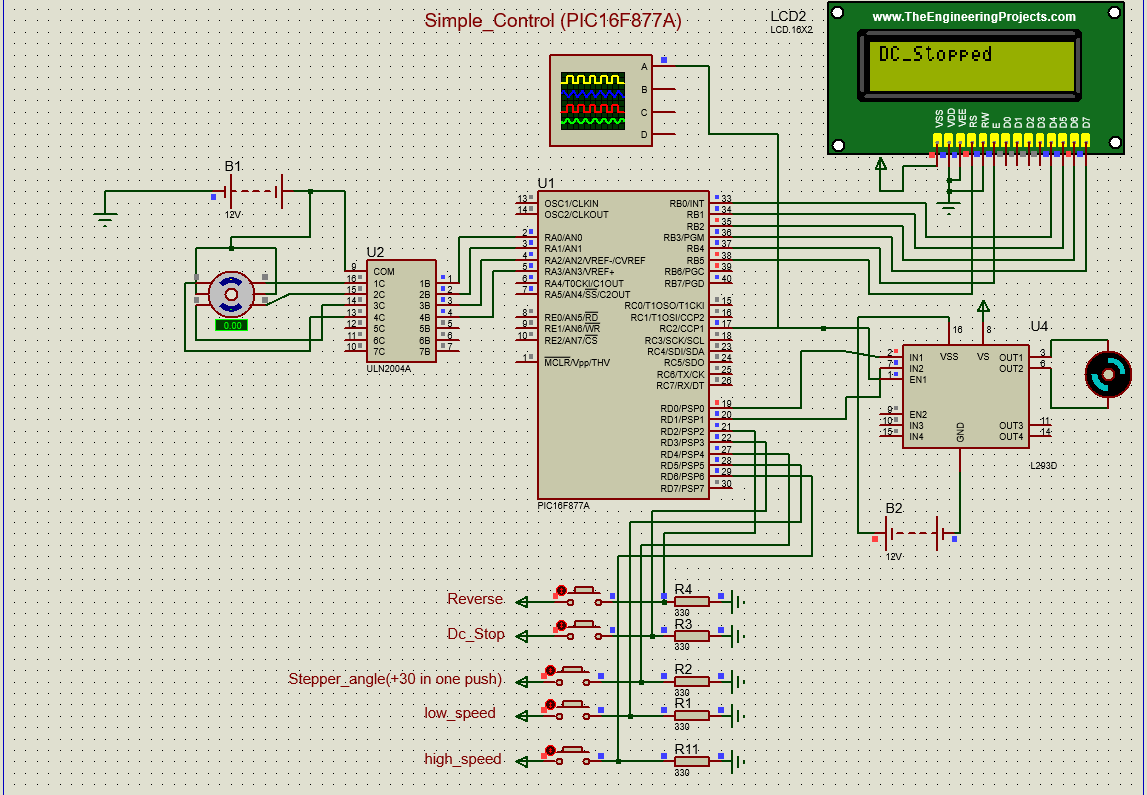 Simple_Control (PIC16F877A)
LCD2
LCD.16X2
www.TheEngineeringProjects.com
DC_Stopped
VSS VDD VEE RS RW E D0 D1 D2 D3 D4 D5 D6 D7
A
B
C
D
B1
12V
0.00
U2
9 COM
16 1C 1B 1
15 2C 2B 2
14 3C 3B 3
13 4C 4B 4
12 5C 5B 5
11 6C 6B 6
10 7C 7B 7
ULN2004A
U1
13 OSC1/CLKIN
14 OSC2/CLKOUT
2 RA0/AN0
3 RA1/AN1
4 RA2/AN2/VREF-/CVREF
5 RA3/AN3/VREF+
6 RA4/T0CKI/C1OUT
7 RA5/AN4/SS/C2OUT
8 RE0/AN5/RD
9 RE1/AN6/WR
10 RE2/AN7/CS
1 MCLR/Vpp/THV
RB0/INT 33
RB1 34
RB2 35
RB3/PGM 36
RB4 37
RB5 38
RB6/PGC 39
RB7/PGD 40
RC0/T1OSO/T1CKI 15
RC1/T1OSI/CCP2 16
RC2/CCP1 17
RC3/SCK/SCL 18
RC4/SDI/SDA 23
RC5/SDO 24
RC6/TX/CK 25
RC7/RX/DT 26
RD0/PSP0 19
RD1/PSP1 20
RD2/PSP2 21
RD3/PSP3 22
RD4/PSP4 27
RD5/PSP5 28
RD6/PSP6 29
RD7/PSP7 30
PIC16F877A
U4
16 8
VSS VS
2 IN1 OUT1 3
7 IN2 OUT2 6
1 EN1
9 EN2
10 IN3 OUT3 11
15 IN4 OUT4 14
GND
L293D
B2
12V
Reverse
R4
330
Dc_Stop
R3
330
Stepper_angle(+30 in one push)
R2
330
low_speed
R1
330
high_speed
R11
330